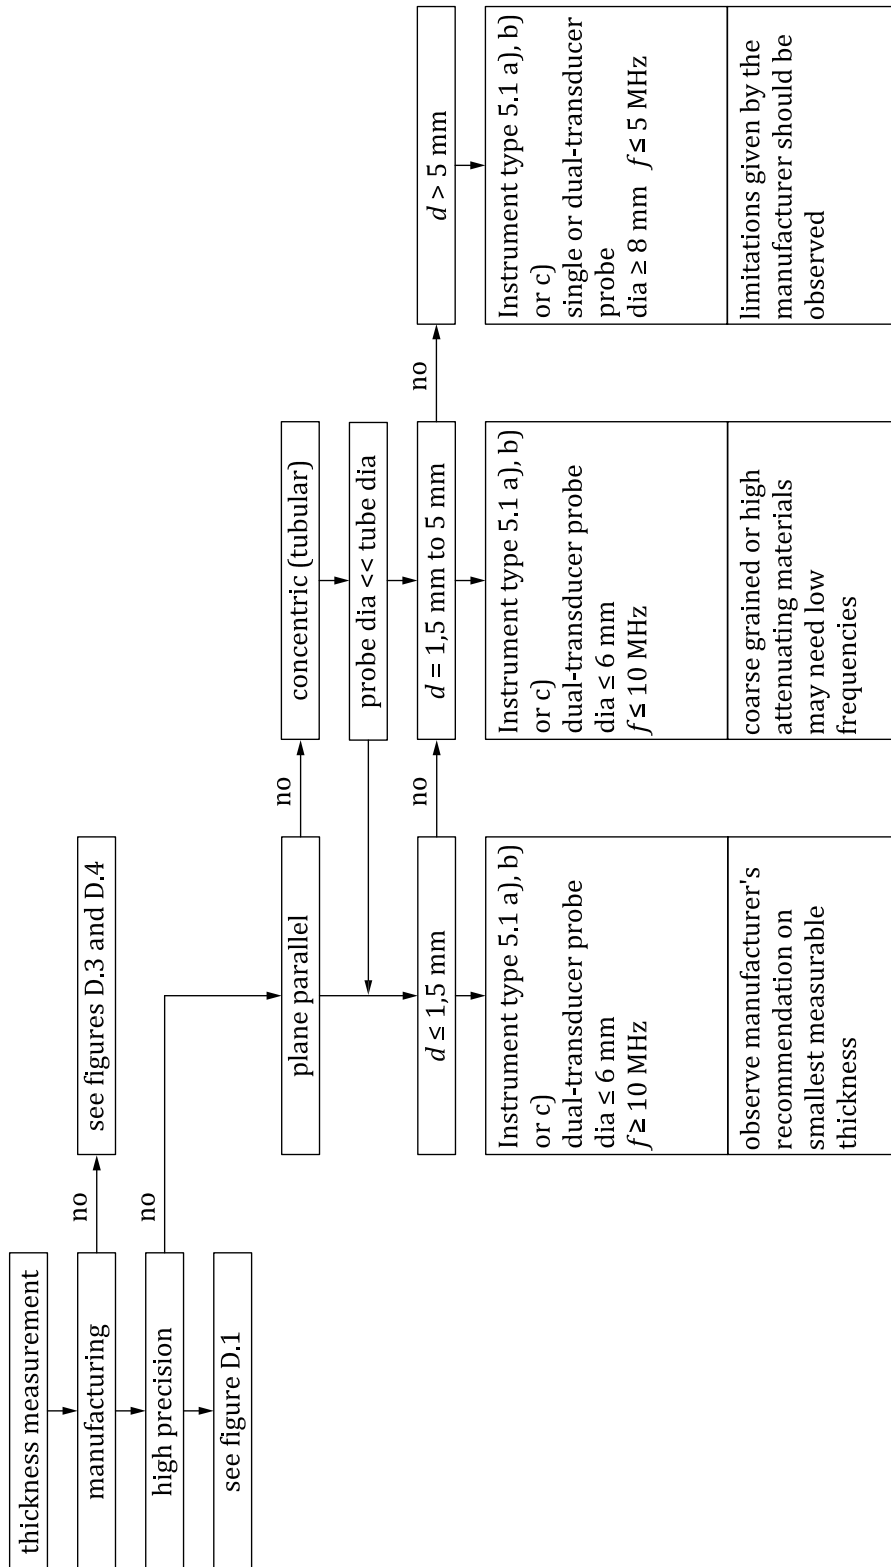 thickness measurement
manufacturing
no
see figures D.3 and D.4
high precision
no
see figure D.1
plane parallel
no
concentric (tubular)
probe dia << tube dia
d ≤ 1,5 mm
no
d = 1,5 mm to 5 mm
no
d > 5 mm
Instrument type 5.1 a), b)
or c)
dual-transducer probe
dia ≤ 6 mm
f ≥ 10 MHz
observe manufacturer's
recommendation on
smallest measurable
thickness
Instrument type 5.1 a), b)
or c)
dual-transducer probe
dia ≤ 6 mm
f ≤ 10 MHz
coarse grained or high
attenuating materials
may need low
frequencies
Instrument type 5.1 a), b)
or c)
single or dual-transducer
probe
dia ≥ 8 mm f ≤ 5 MHz
limitations given by the
manufacturer should be
observed